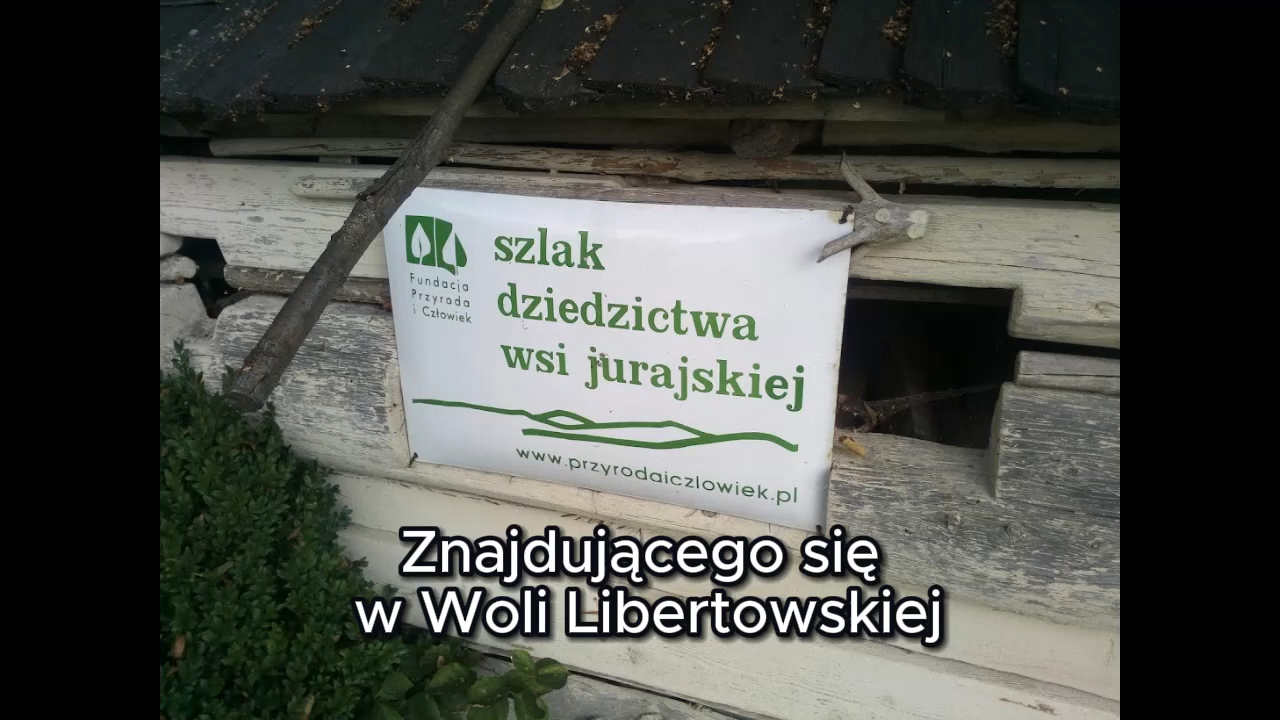 Fundacja
Przyroda
i Człowiek
szlak
dziedzictwa
wsi jurajskiej
www.przyrodaiczlowiek.pl
Znajdującego się
w Woli Libertowskiej